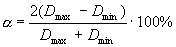 α = 2(D_max − D_min) / (D_max + D_min) · 100%